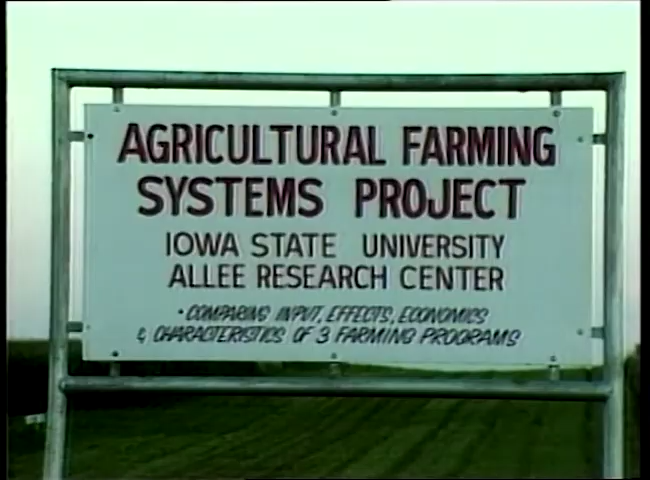 AGRICULTURAL FARMING
SYSTEMS PROJECT
IOWA STATE UNIVERSITY
ALLEE RESEARCH CENTER
• COMPARING INPUT, EFFECTS, ECONOMICS
& CHARACTERISTICS OF 3 FARMING PROGRAMS